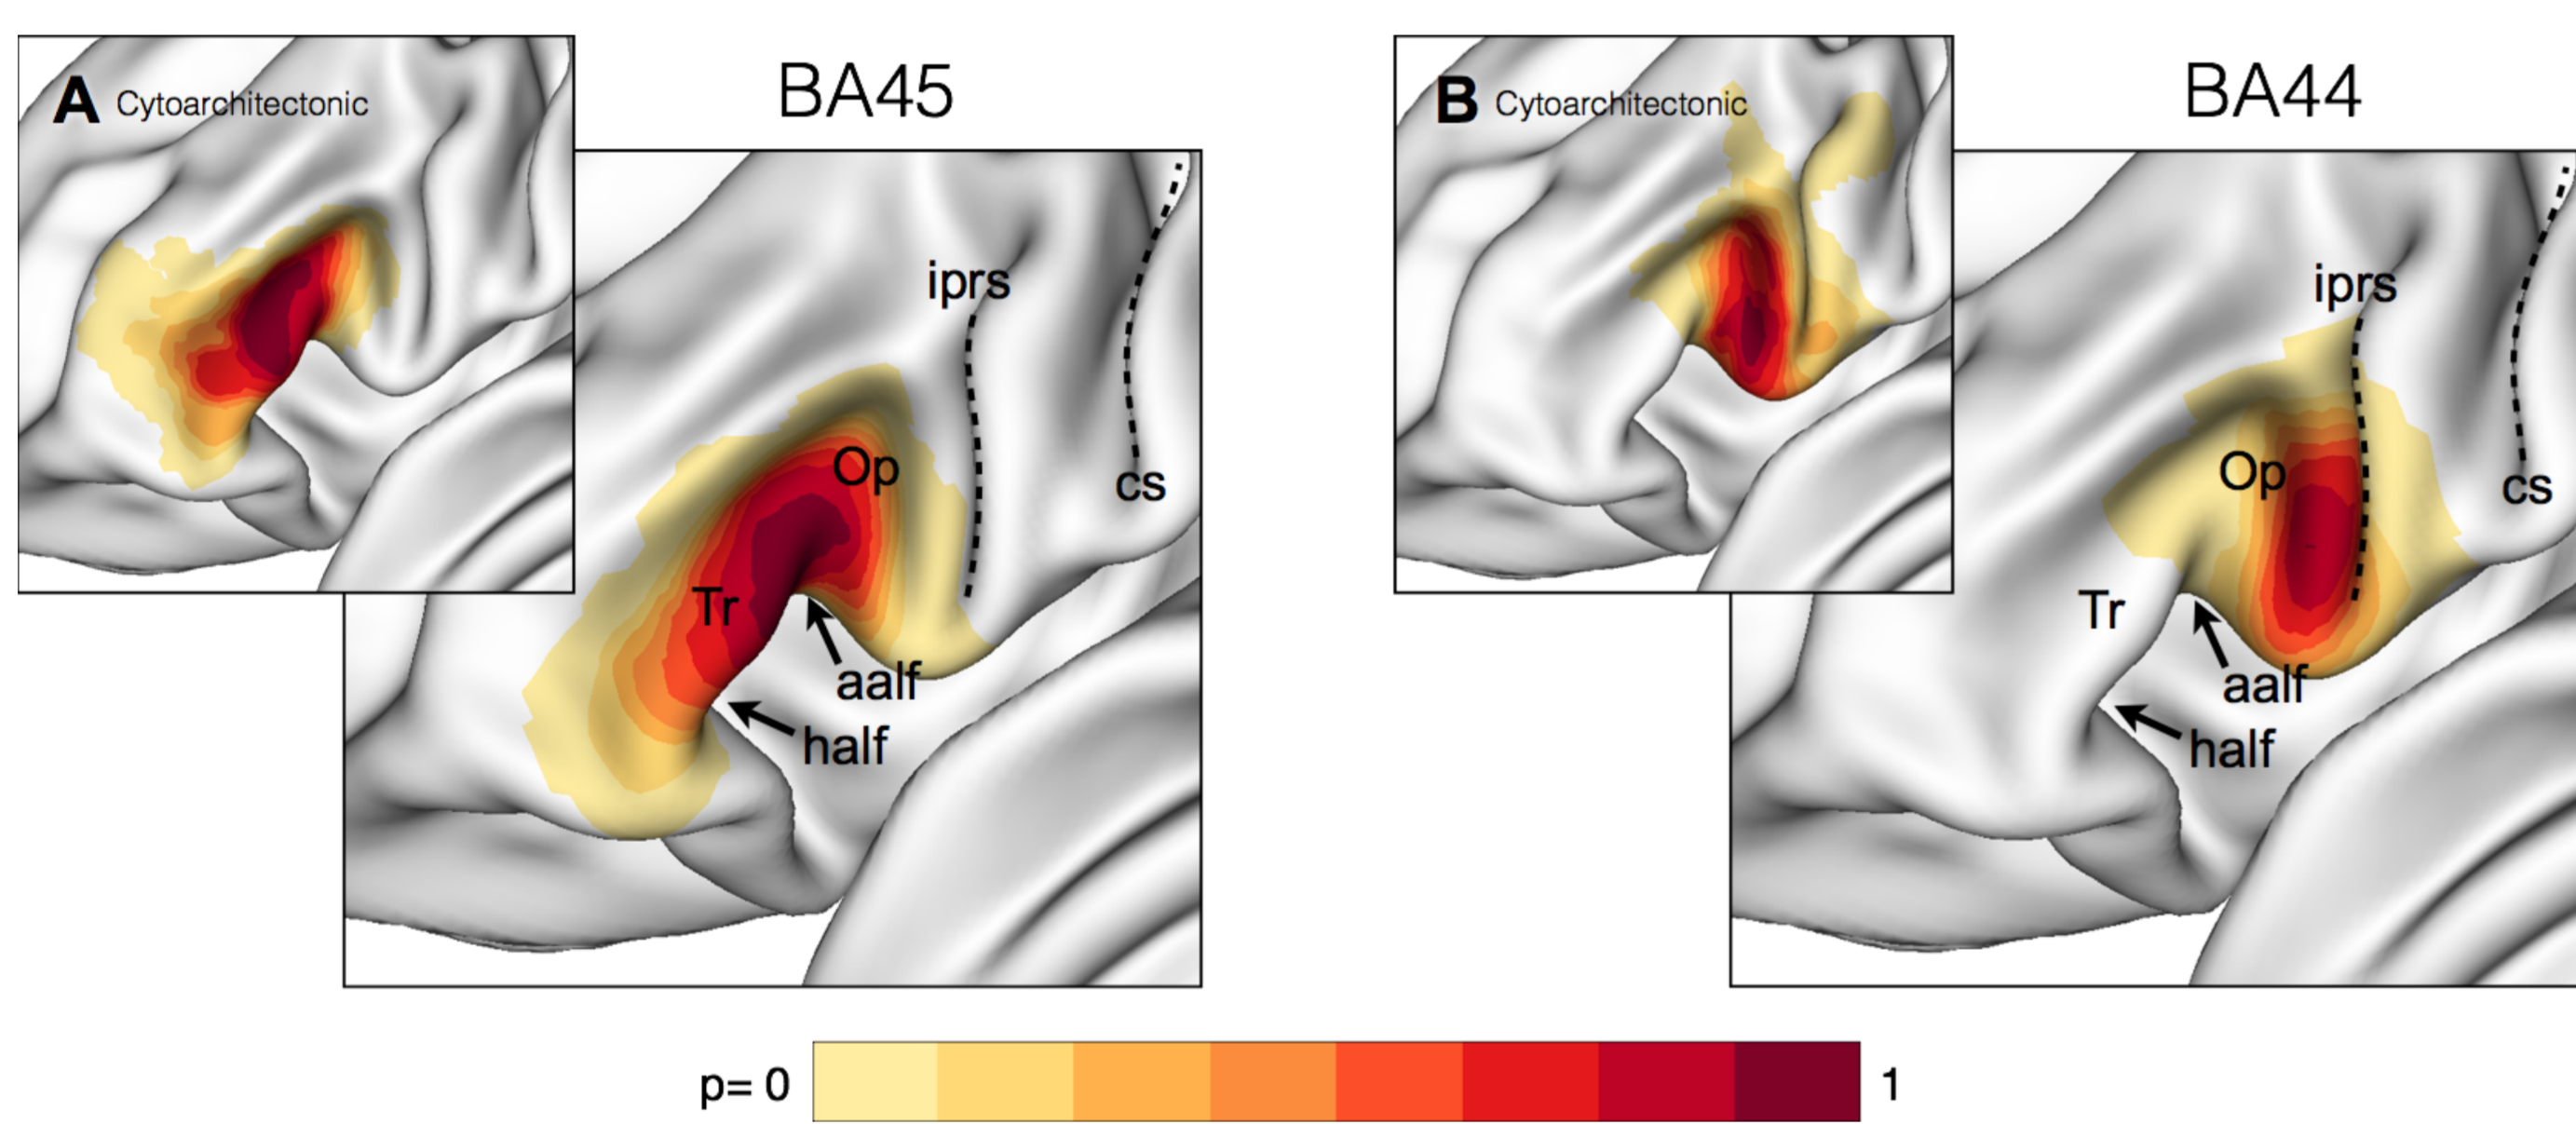 A Cytoarchitectonic
BA45
iprs
Op
cs
Tr
aalf
half
B Cytoarchitectonic
BA44
iprs
Op
cs
Tr
aalf
half
p= 0
1